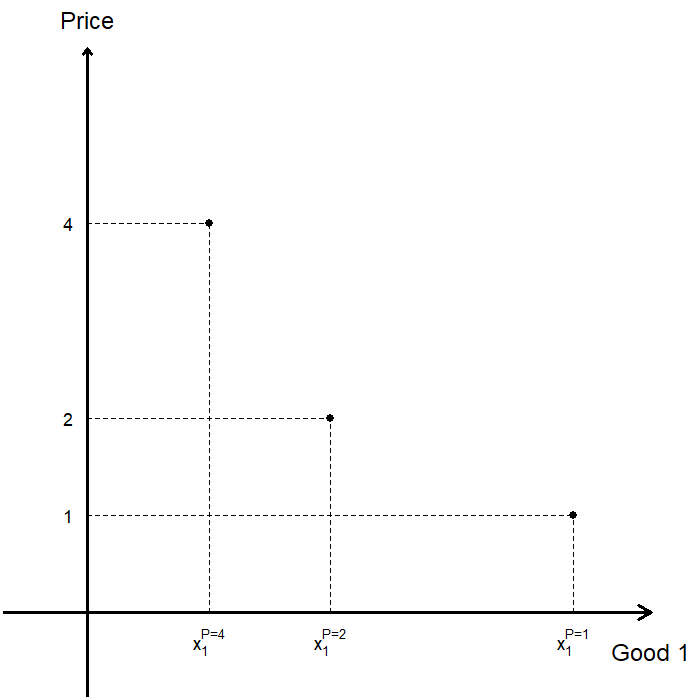 Price
4
2
1
x₁ᴾ⁼⁴
x₁ᴾ⁼²
x₁ᴾ⁼¹
Good 1